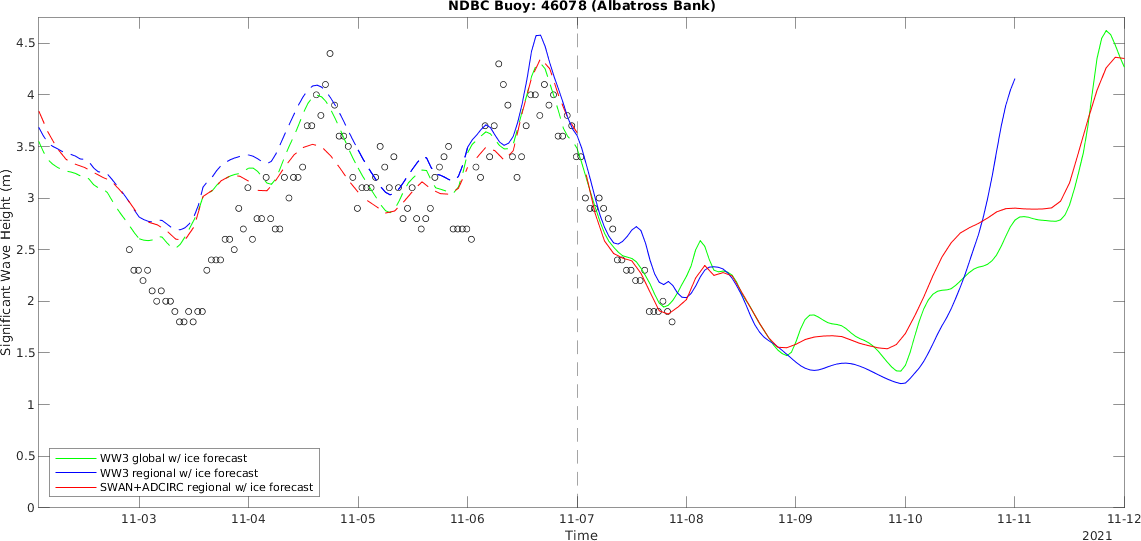 NDBC Buoy: 46078 (Albatross Bank)
Significant Wave Height (m)
4.5
4
3.5
3
2.5
2
1.5
1
0.5
0
WW3 global w/ ice forecast
WW3 regional w/ ice forecast
SWAN+ADCIRC regional w/ ice forecast
11-03 11-04 11-05 11-06 11-07 11-08 11-09 11-10 11-11 11-12
Time
2021